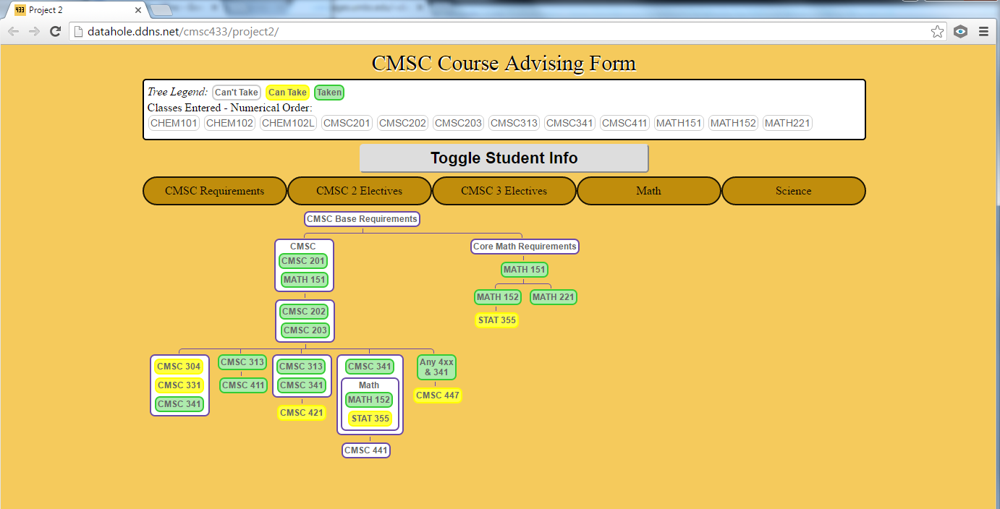 433 Project 2
datahole.ddns.net/cmsc433/project2/
CMSC Course Advising Form
Tree Legend: Can't Take Can Take Taken
Classes Entered - Numerical Order:
CHEM101 CHEM102 CHEM102L CMSC201 CMSC202 CMSC203 CMSC313 CMSC341 CMSC411 MATH151 MATH152 MATH221
Toggle Student Info
CMSC Requirements CMSC 2 Electives CMSC 3 Electives Math Science
CMSC Base Requirements
CMSC Core Math Requirements
CMSC 201
MATH 151
MATH 151
MATH 152 MATH 221
CMSC 202
STAT 355
CMSC 203
CMSC 304 CMSC 313 CMSC 313 CMSC 341 Any 4xx
& 341
CMSC 331 CMSC 411 CMSC 341 Math
CMSC 447
CMSC 341 MATH 152
CMSC 421 STAT 355
CMSC 441